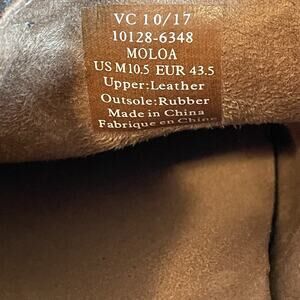 VC 10/17
10128-6348
MOLOA
US M10.5 EUR 43.5
Upper:Leather
Outsole:Rubber
Made in China
Fabrique en Chine